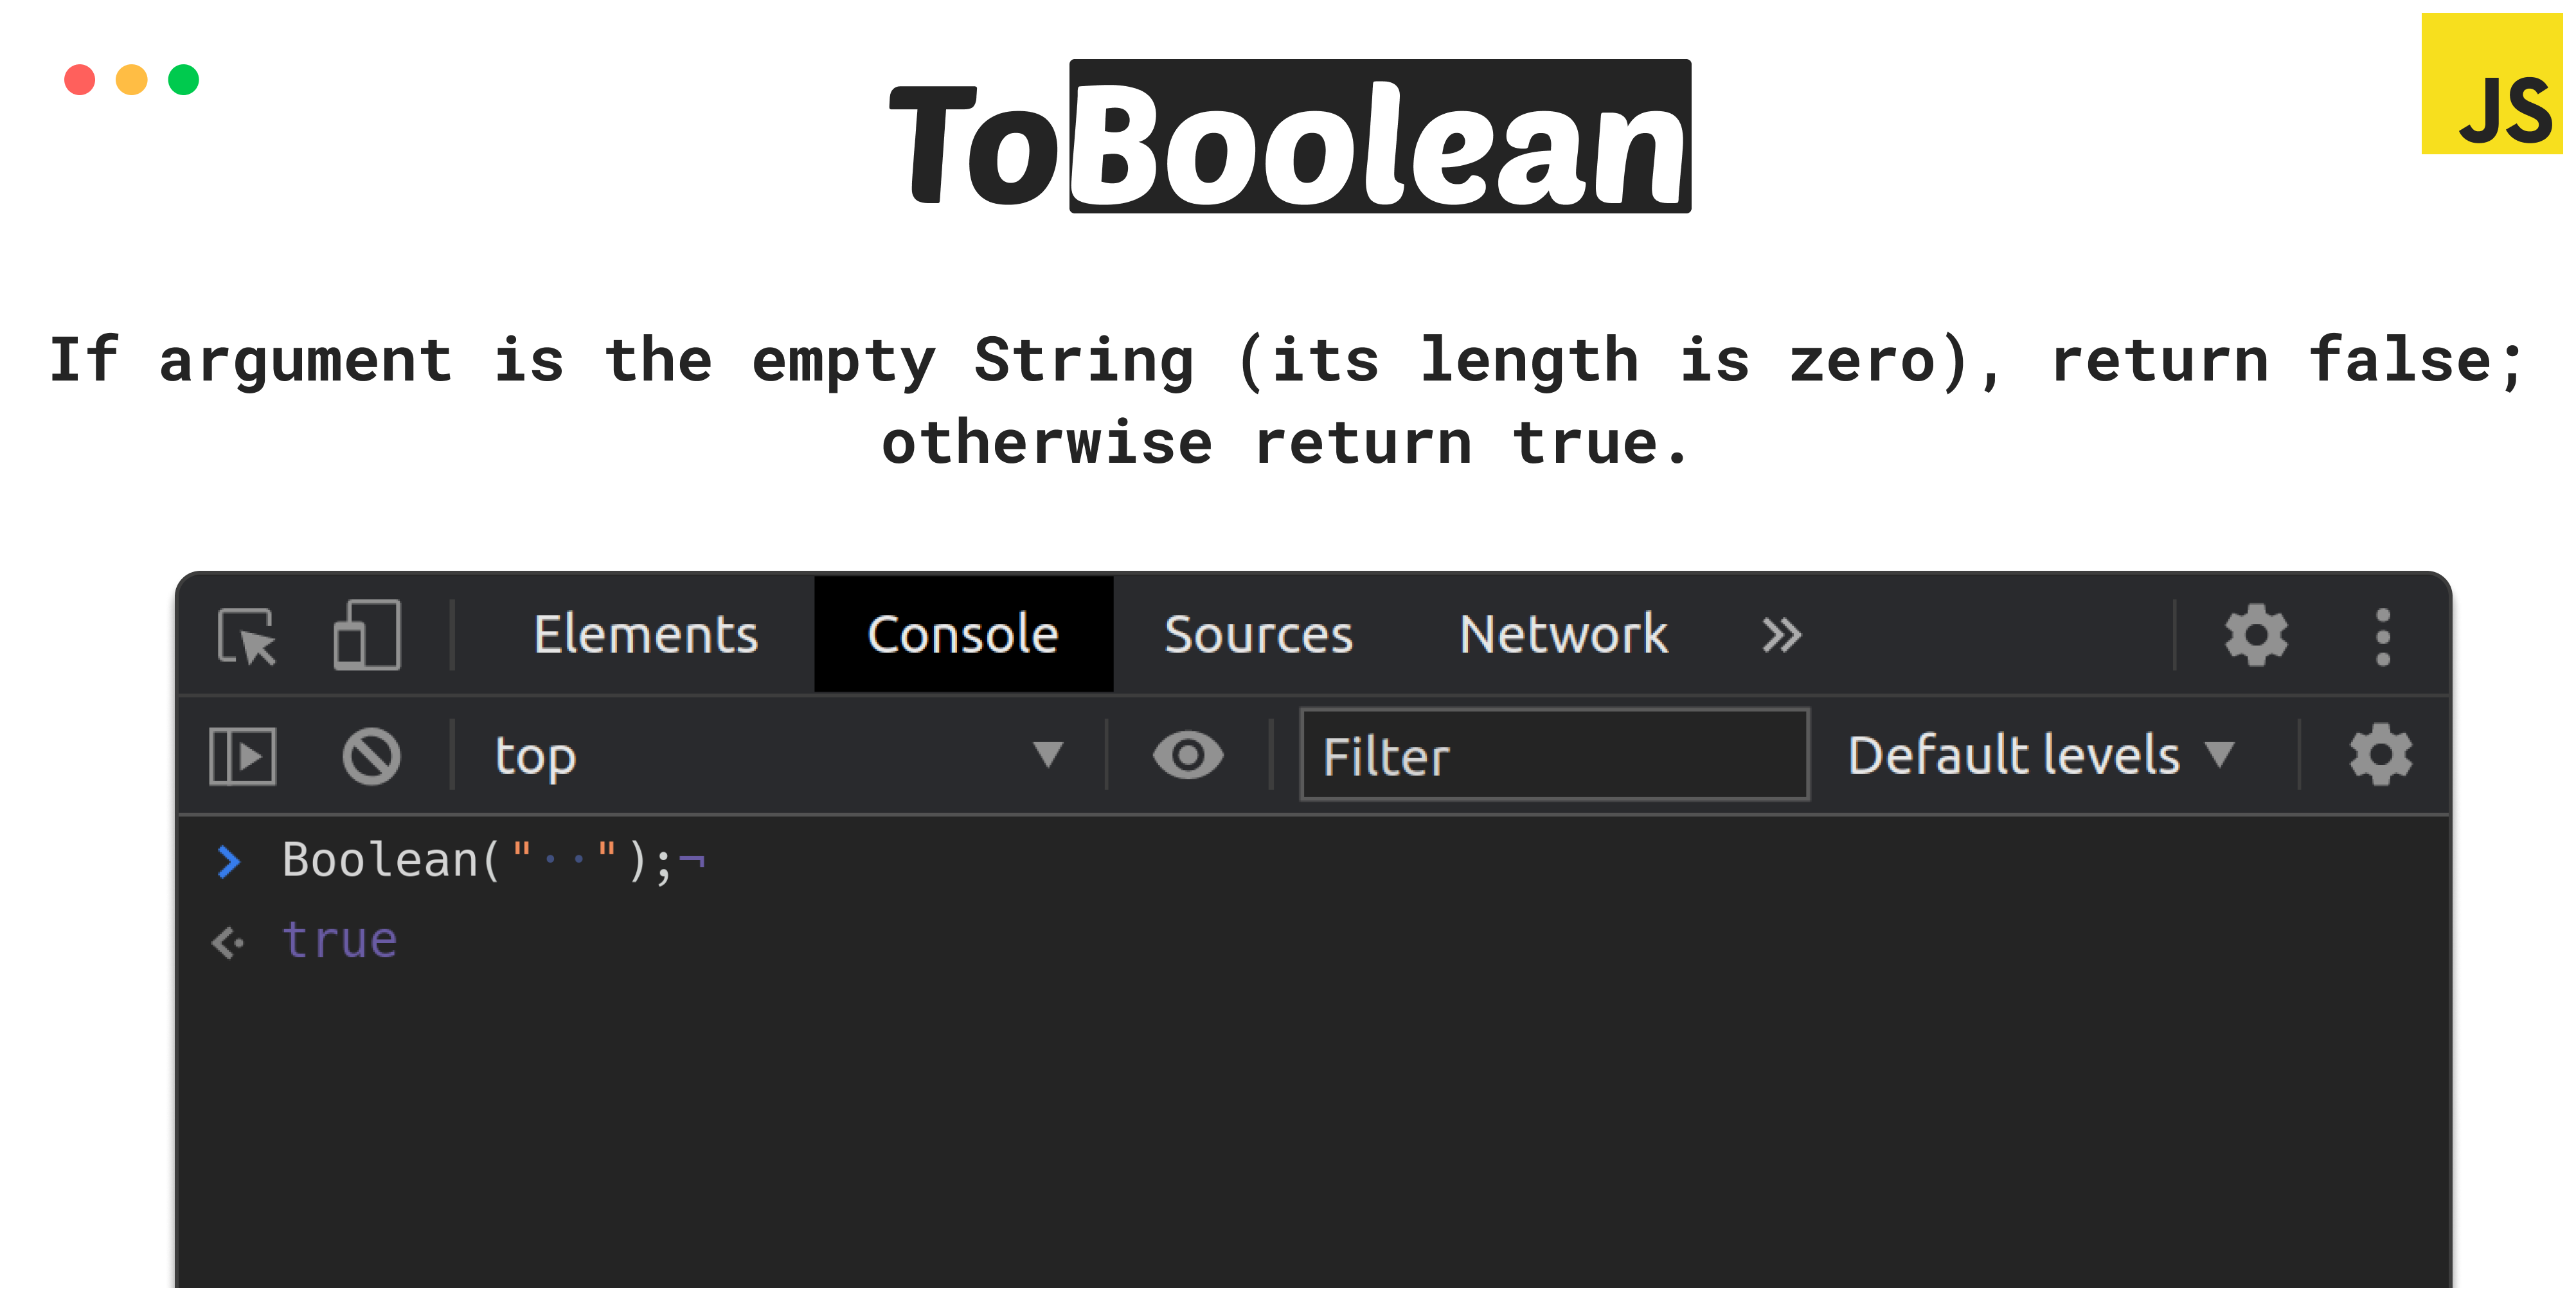 ToBoolean
JS
If argument is the empty String (its length is zero), return false;
otherwise return true.
Elements Console Sources Network »
top Filter Default levels
> Boolean("··");¬
true